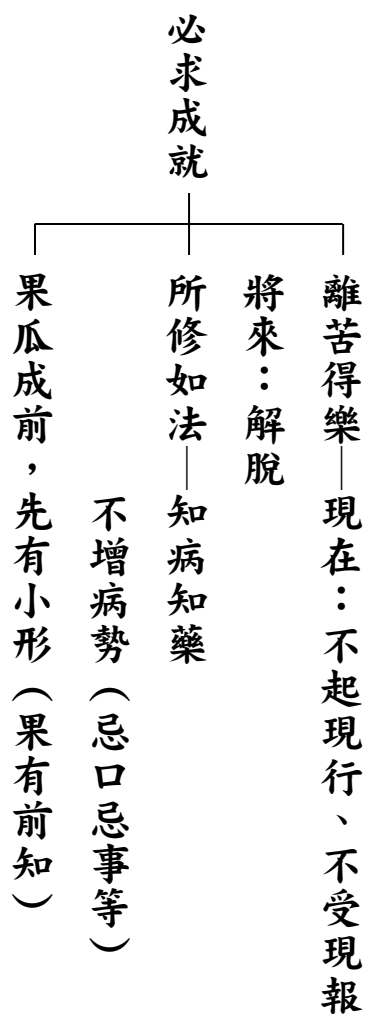 必求成就
離苦得樂—現在：不起現行、不受現報
將來：解脫
所修如法—知病知藥
不增病勢（忌口忌事等）
果瓜成前，先有小形（果有前知）